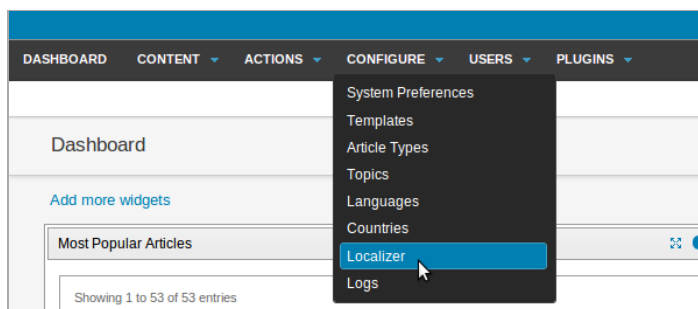 DASHBOARD CONTENT ACTIONS CONFIGURE USERS PLUGINS
System Preferences
Templates
Article Types
Topics
Languages
Countries
Localizer
Logs
Dashboard
Add more widgets
Most Popular Articles
Showing 1 to 53 of 53 entries